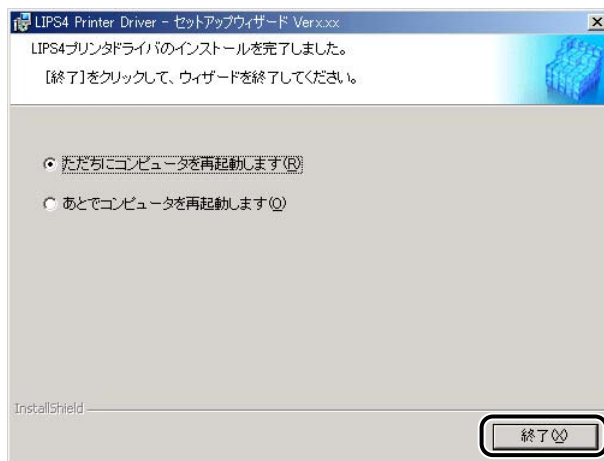 LIPS4 Printer Driver - セットアップウィザード Verx.xx
LIPS4プリンタドライバのインストールを完了しました。
[終了]をクリックして、ウィザードを終了してください。
ただちにコンピュータを再起動します(R)
あとでコンピュータを再起動します(O)
InstallShield
終了(X)